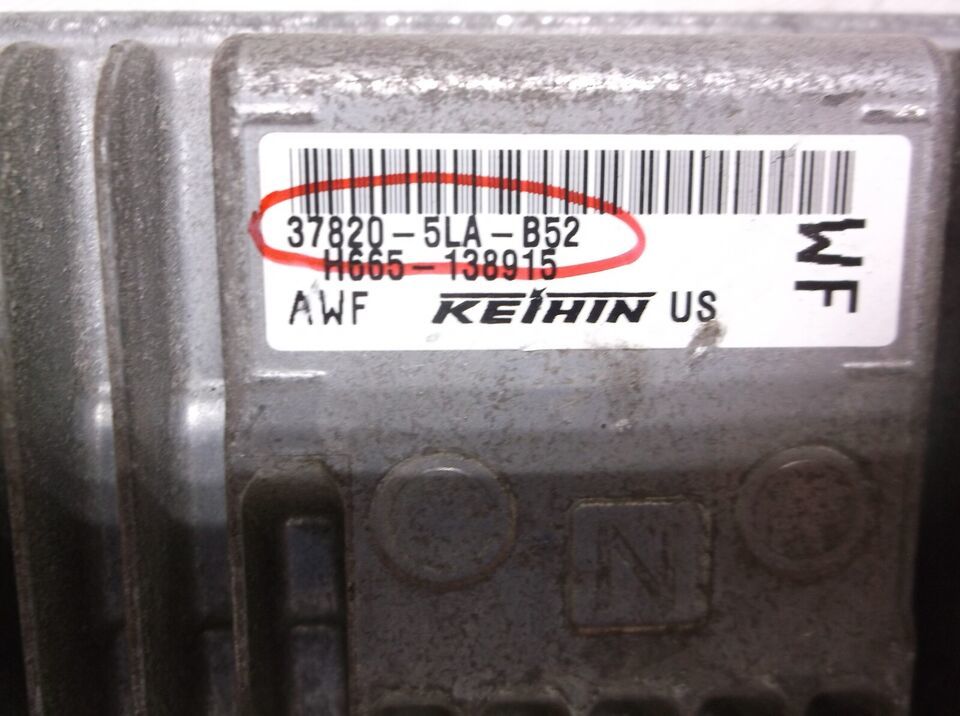 37820-5LA-B52
H665-138915
AWF KEIHIN US
WF
N